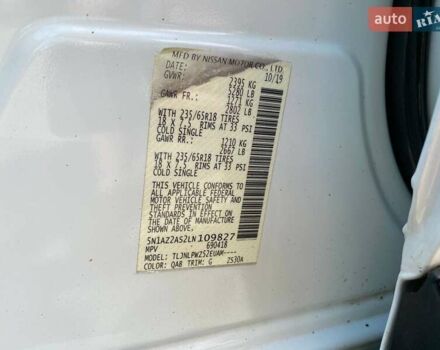 AUTO
RIA
MFD BY NISSAN MOTOR CO., LTD.
DATE: 10/19
GVWR: 2395 KG
5280 LB
GAWR FR.: 1271 KG
2802 LB
WITH 235/65R18 TIRES
18 X 7.5 RIMS AT 33 PSI
COLD SINGLE
GAWR RR.: 1210 KG
2667 LB
WITH 235/65R18 TIRES
18 X 7.5 RIMS AT 33 PSI
COLD SINGLE
THIS VEHICLE CONFORMS TO
ALL APPLICABLE FEDERAL
MOTOR VEHICLE SAFETY AND
THEFT PREVENTION STANDARDS
IN EFFECT ON THE DATE OF
MANUFACTURE SHOWN ABOVE.
5N1AZ2AS2LN109827
MPV 690418
MODEL: TLJNLPWZS2EUAM----
COLOR: QAB TRIM: G ZS30A